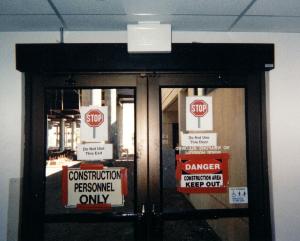 STOP
Do Not Use
This Exit
CONSTRUCTION
PERSONNEL
ONLY
STOP
Do Not Use
This Door
DANGER
CONSTRUCTION AREA
KEEP OUT